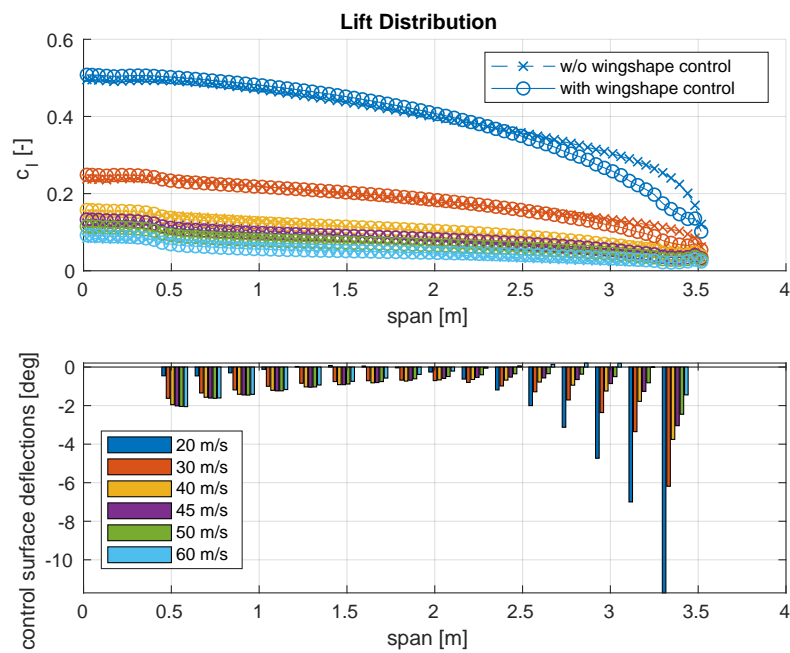 Lift Distribution
0.6
0.4
0.2
0
c_l [-]
w/o wingshape control
with wingshape control
0 0.5 1 1.5 2 2.5 3 3.5 4
span [m]
0
-2
-4
-6
-8
-10
control surface deflections [deg]
20 m/s
30 m/s
40 m/s
45 m/s
50 m/s
60 m/s
0 0.5 1 1.5 2 2.5 3 3.5 4
span [m]